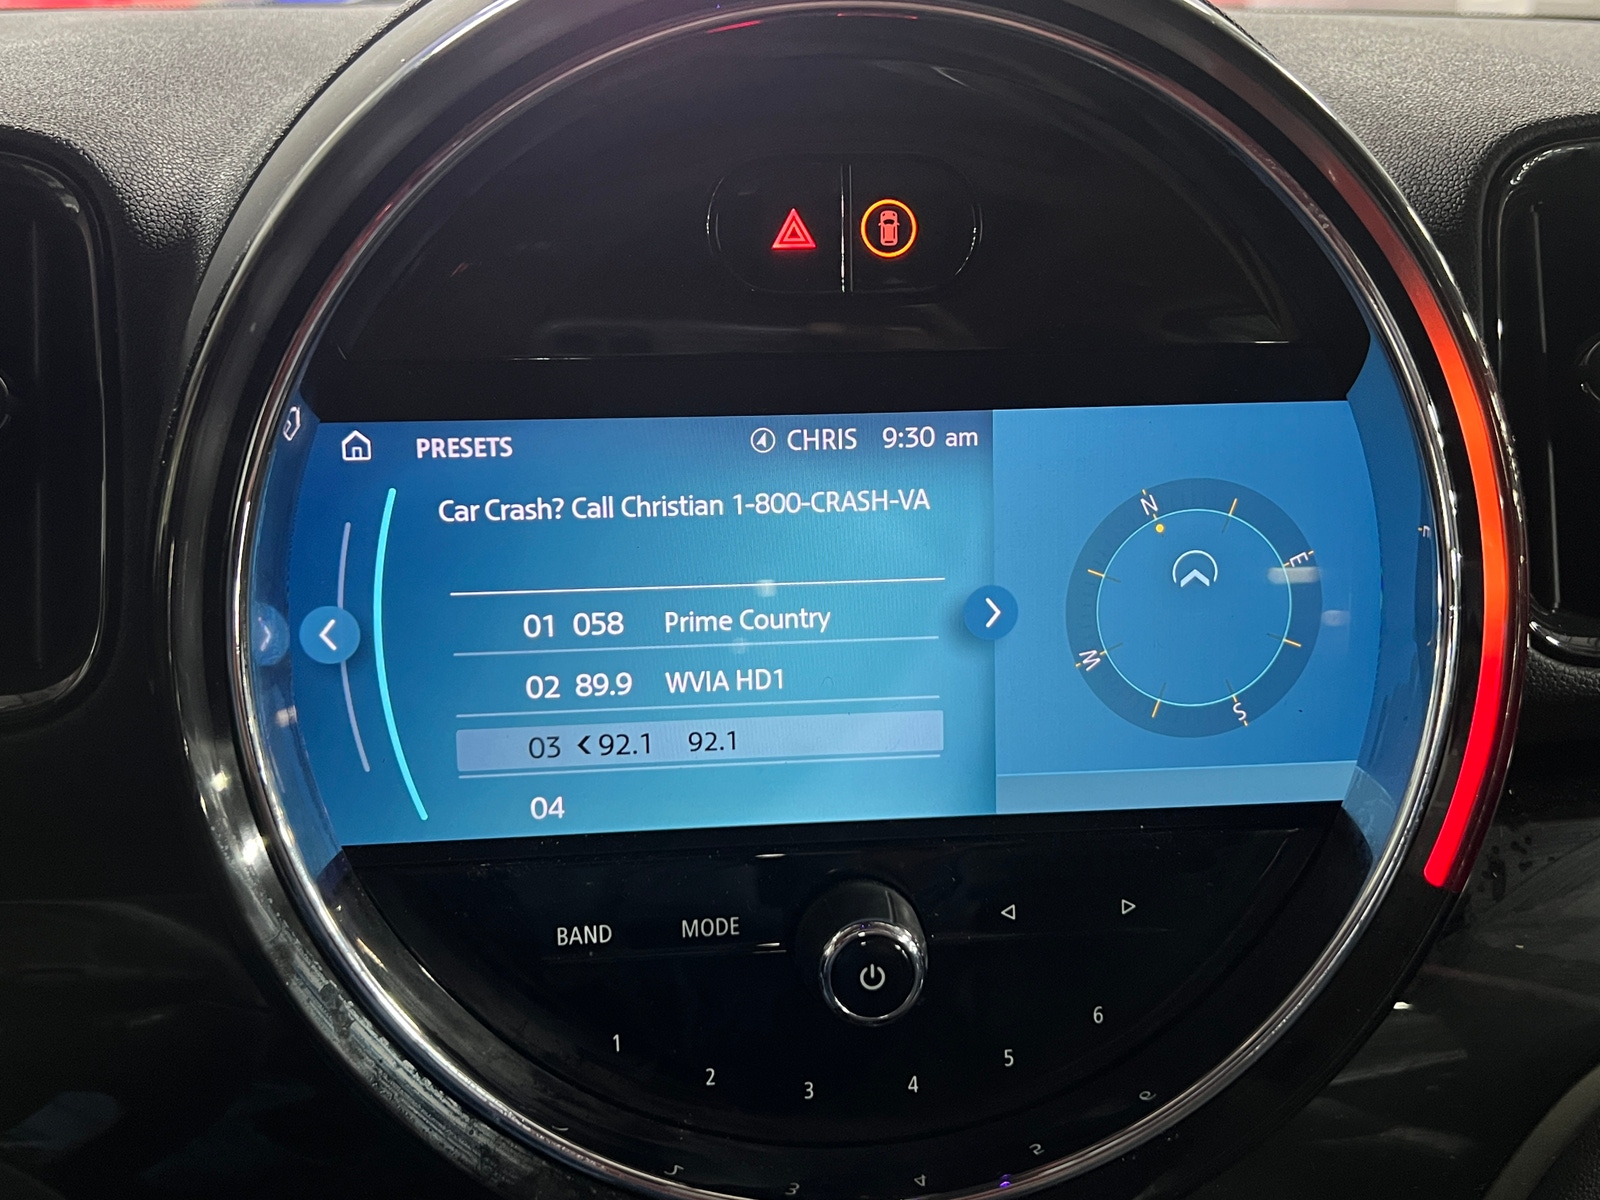 PRESETS CHRIS 9:30 am
Car Crash? Call Christian 1-800-CRASH-VA
01 058 Prime Country
02 89.9 WVIA HD1
03 <92.1 92.1
04
N
E
S
W
BAND MODE
1
2
3
4
5
6